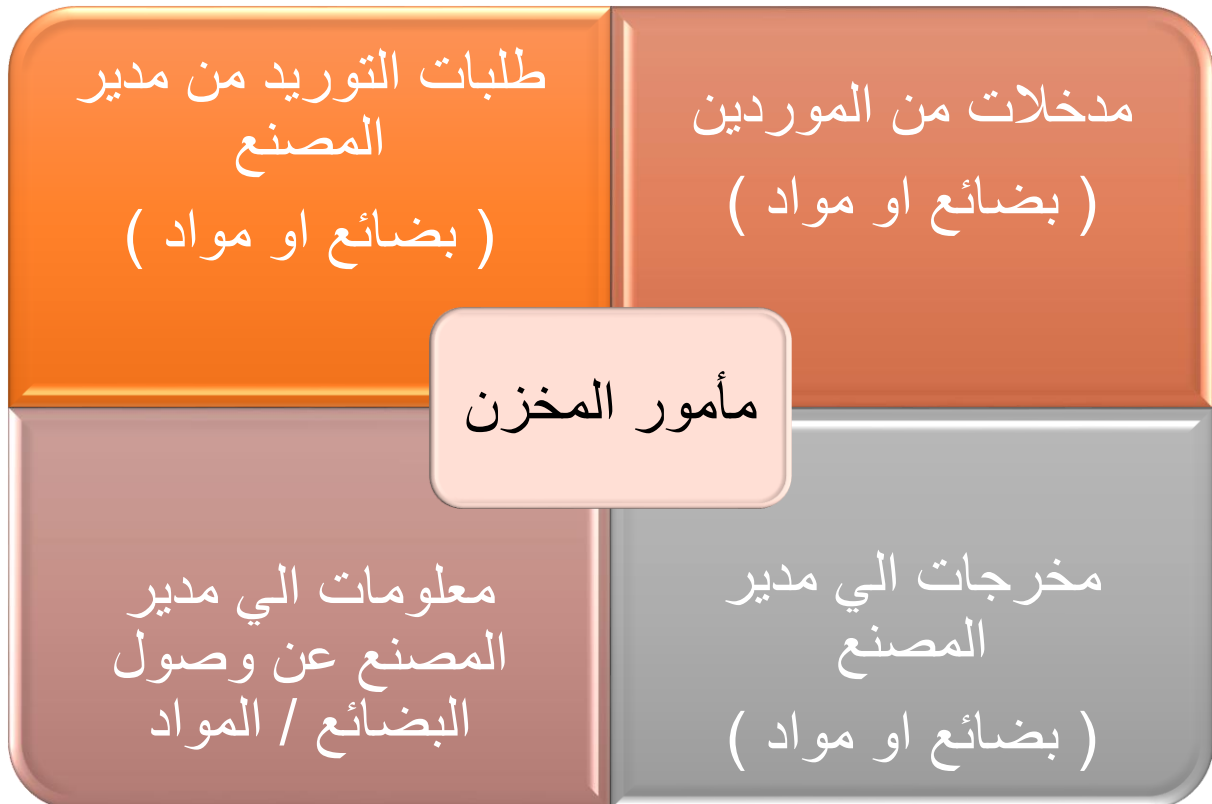 مدخلات من الموردين
( بضائع او مواد )
طلبات التوريد من مدير
المصنع
( بضائع او مواد )
مأمور المخزن
مخرجات الي مدير
المصنع
( بضائع او مواد )
معلومات الي مدير
المصنع عن وصول
البضائع / المواد